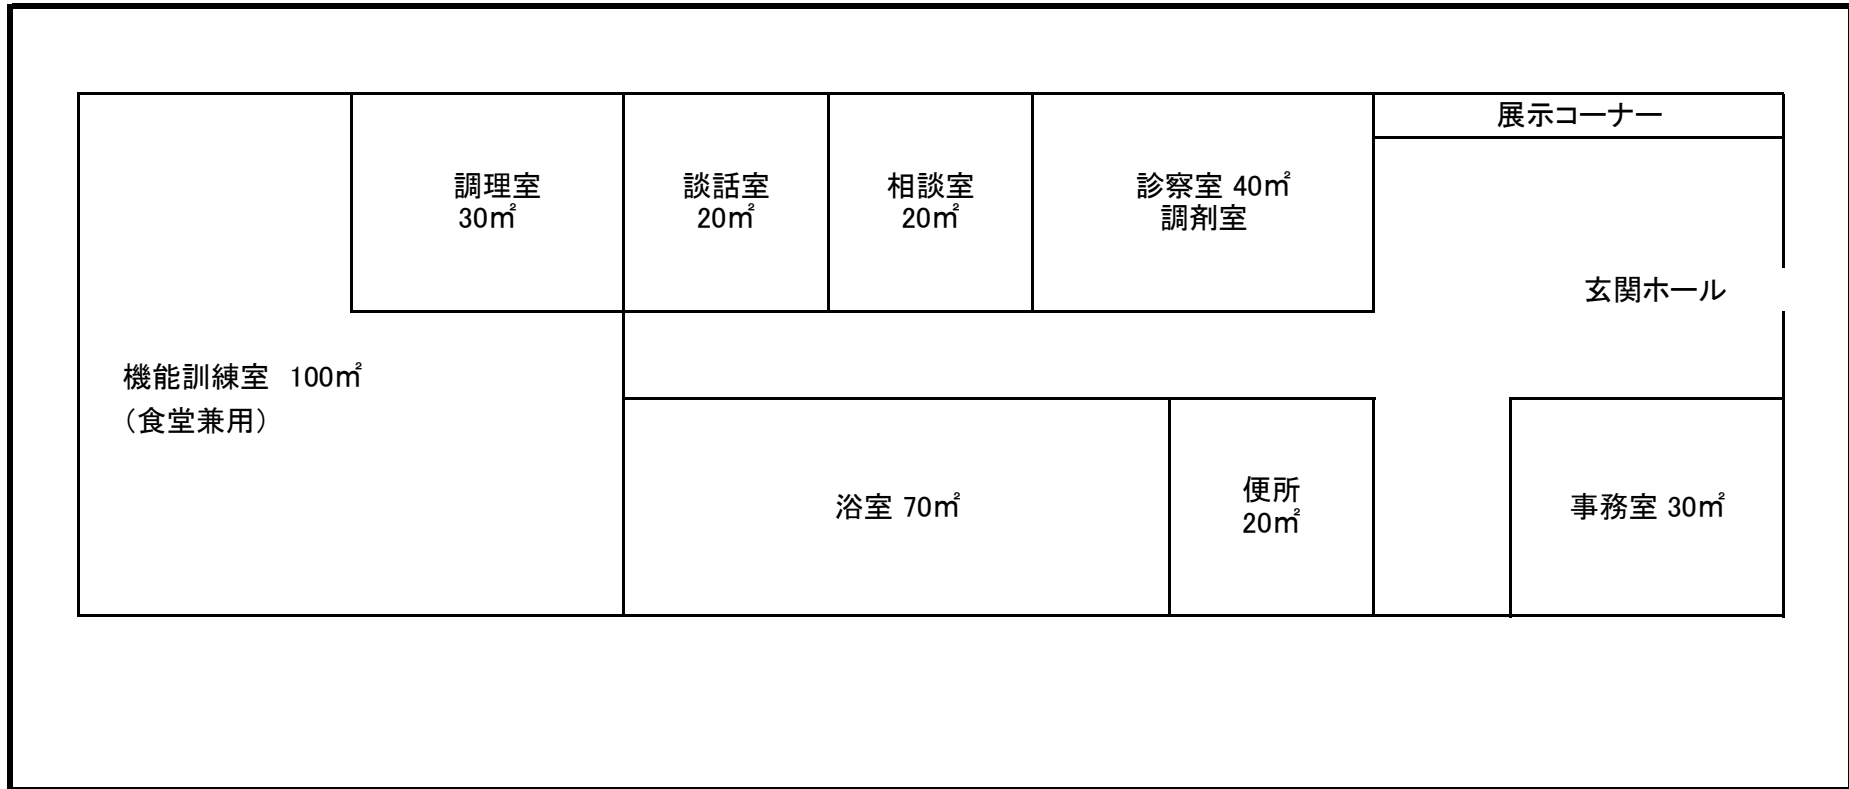 展示コーナー
調理室
30㎡
談話室
20㎡
相談室
20㎡
診察室 40㎡
調剤室
玄関ホール
機能訓練室　100㎡
（食堂兼用）
浴室 70㎡
便所
20㎡
事務室 30㎡